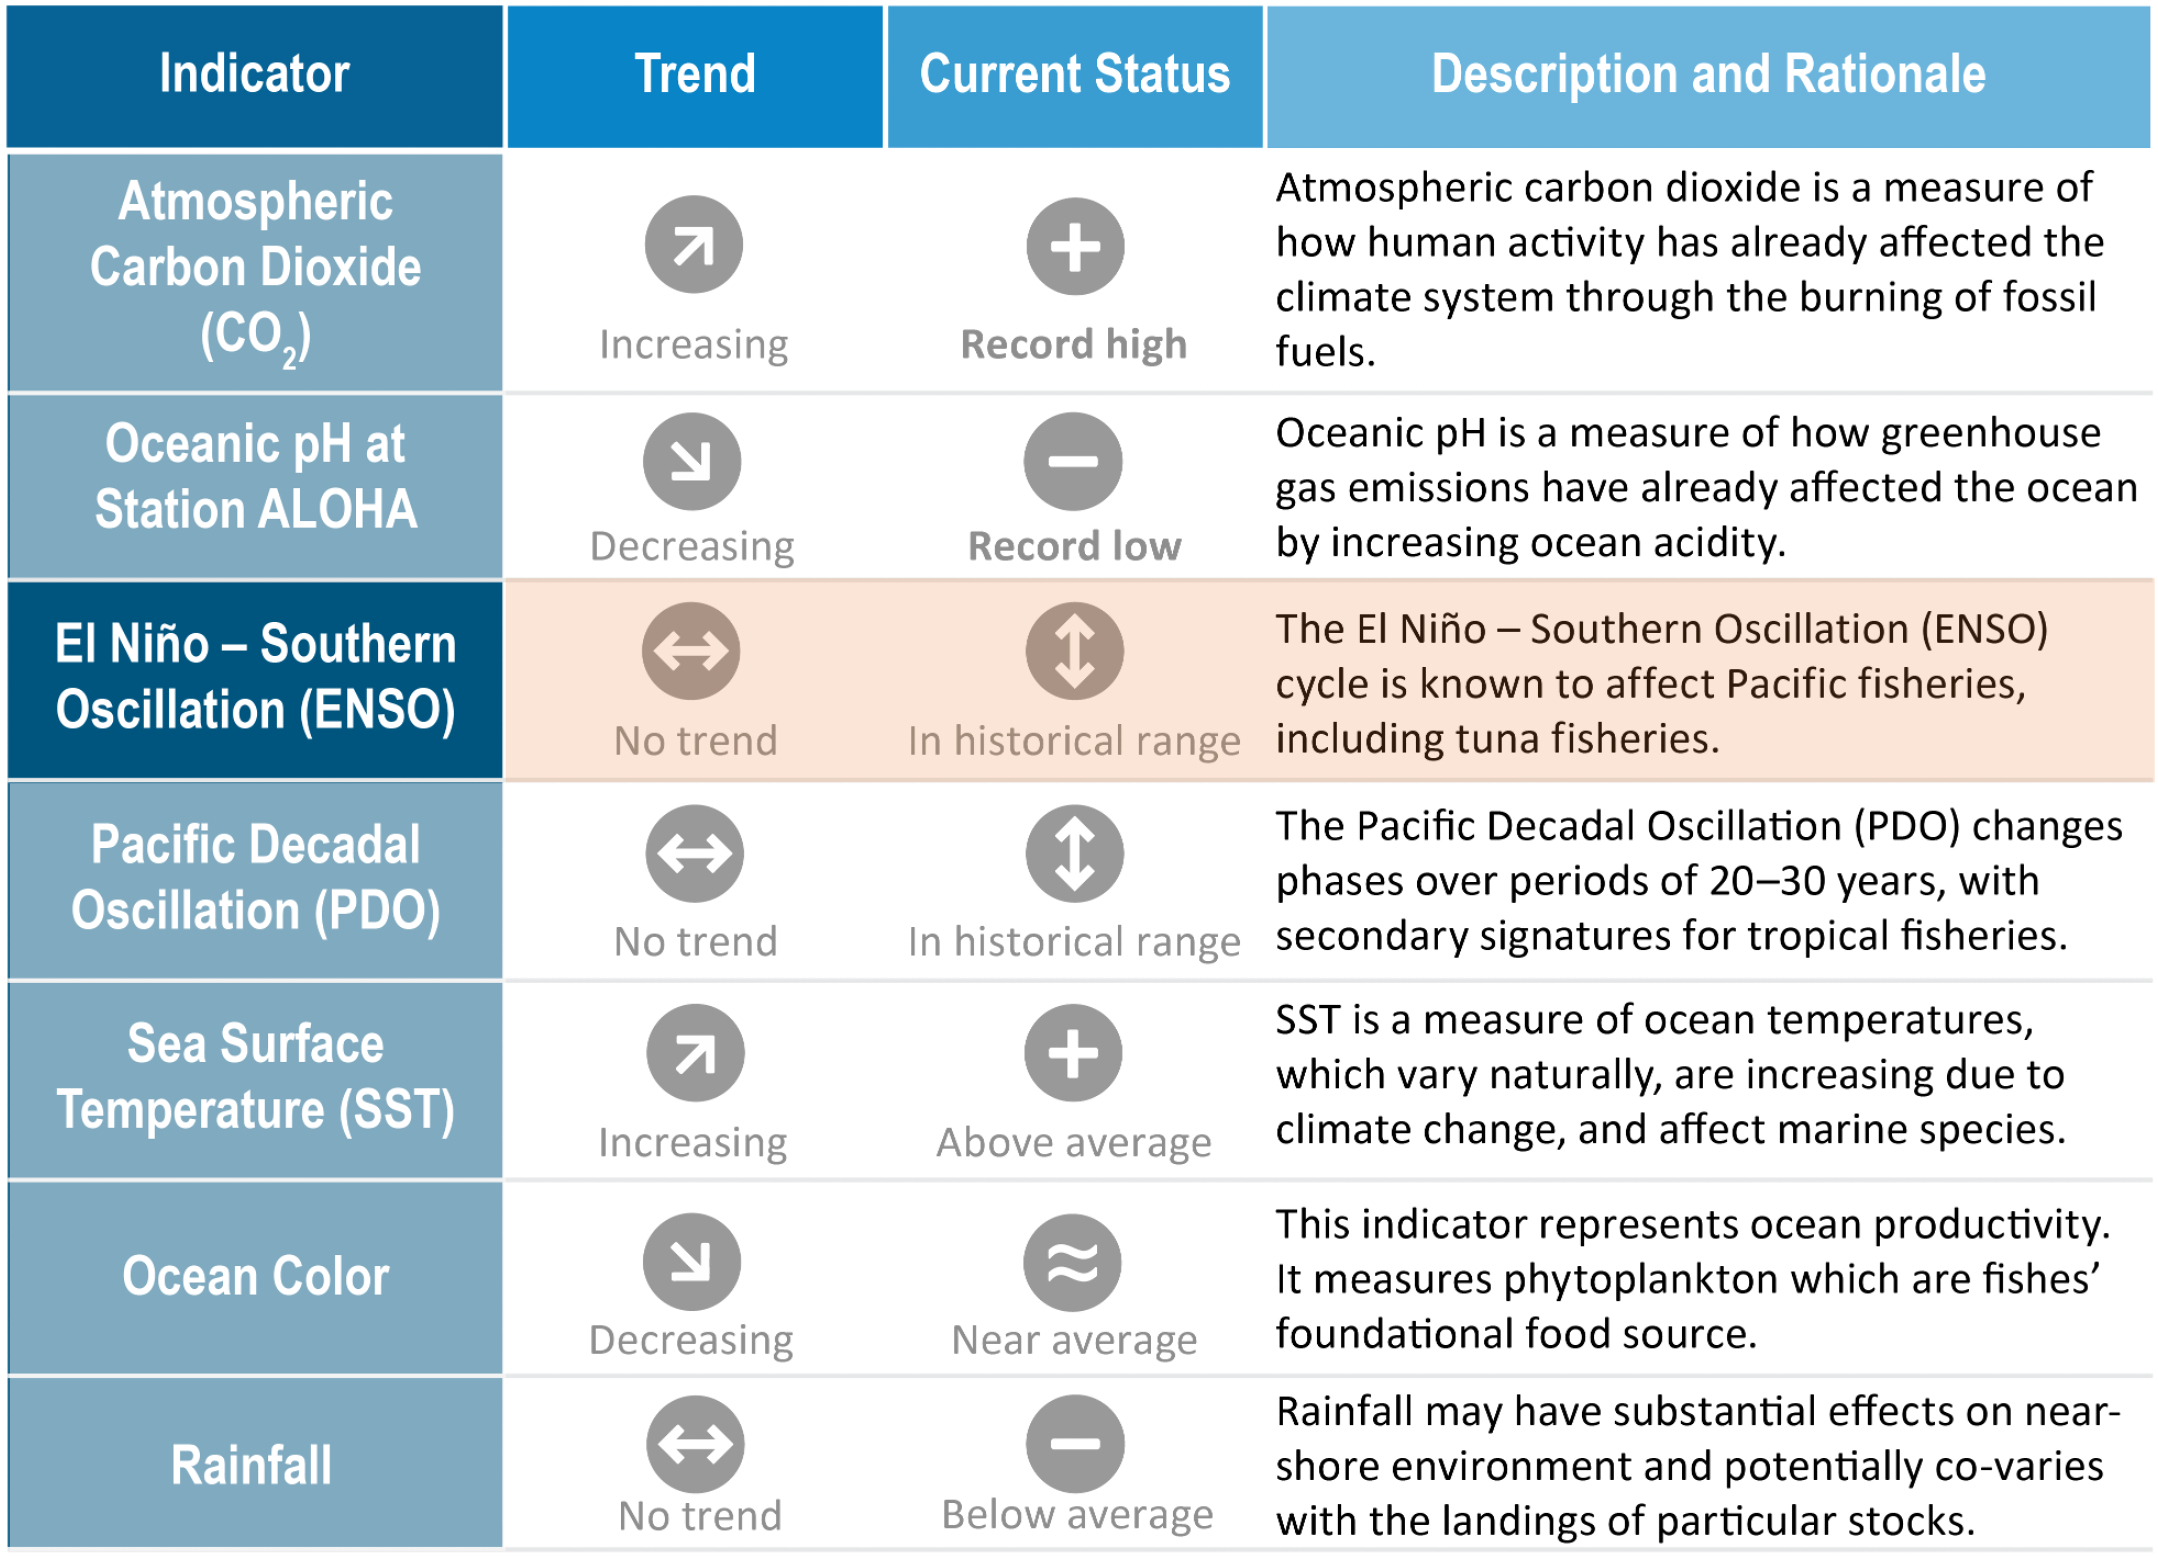 Indicator
Trend
Current Status
Description and Rationale
Atmospheric
Carbon Dioxide
(CO₂)
Increasing
Record high
Atmospheric carbon dioxide is a measure of
how human activity has already affected the
climate system through the burning of fossil
fuels.
Oceanic pH at
Station ALOHA
Decreasing
Record low
Oceanic pH is a measure of how greenhouse
gas emissions have already affected the ocean
by increasing ocean acidity.
El Niño – Southern
Oscillation (ENSO)
No trend
In historical range
The El Niño – Southern Oscillation (ENSO)
cycle is known to affect Pacific fisheries,
including tuna fisheries.
Pacific Decadal
Oscillation (PDO)
No trend
In historical range
The Pacific Decadal Oscillation (PDO) changes
phases over periods of 20–30 years, with
secondary signatures for tropical fisheries.
Sea Surface
Temperature (SST)
Increasing
Above average
SST is a measure of ocean temperatures,
which vary naturally, are increasing due to
climate change, and affect marine species.
Ocean Color
Decreasing
Near average
This indicator represents ocean productivity.
It measures phytoplankton which are fishes’
foundational food source.
Rainfall
No trend
Below average
Rainfall may have substantial effects on near-
shore environment and potentially co-varies
with the landings of particular stocks.